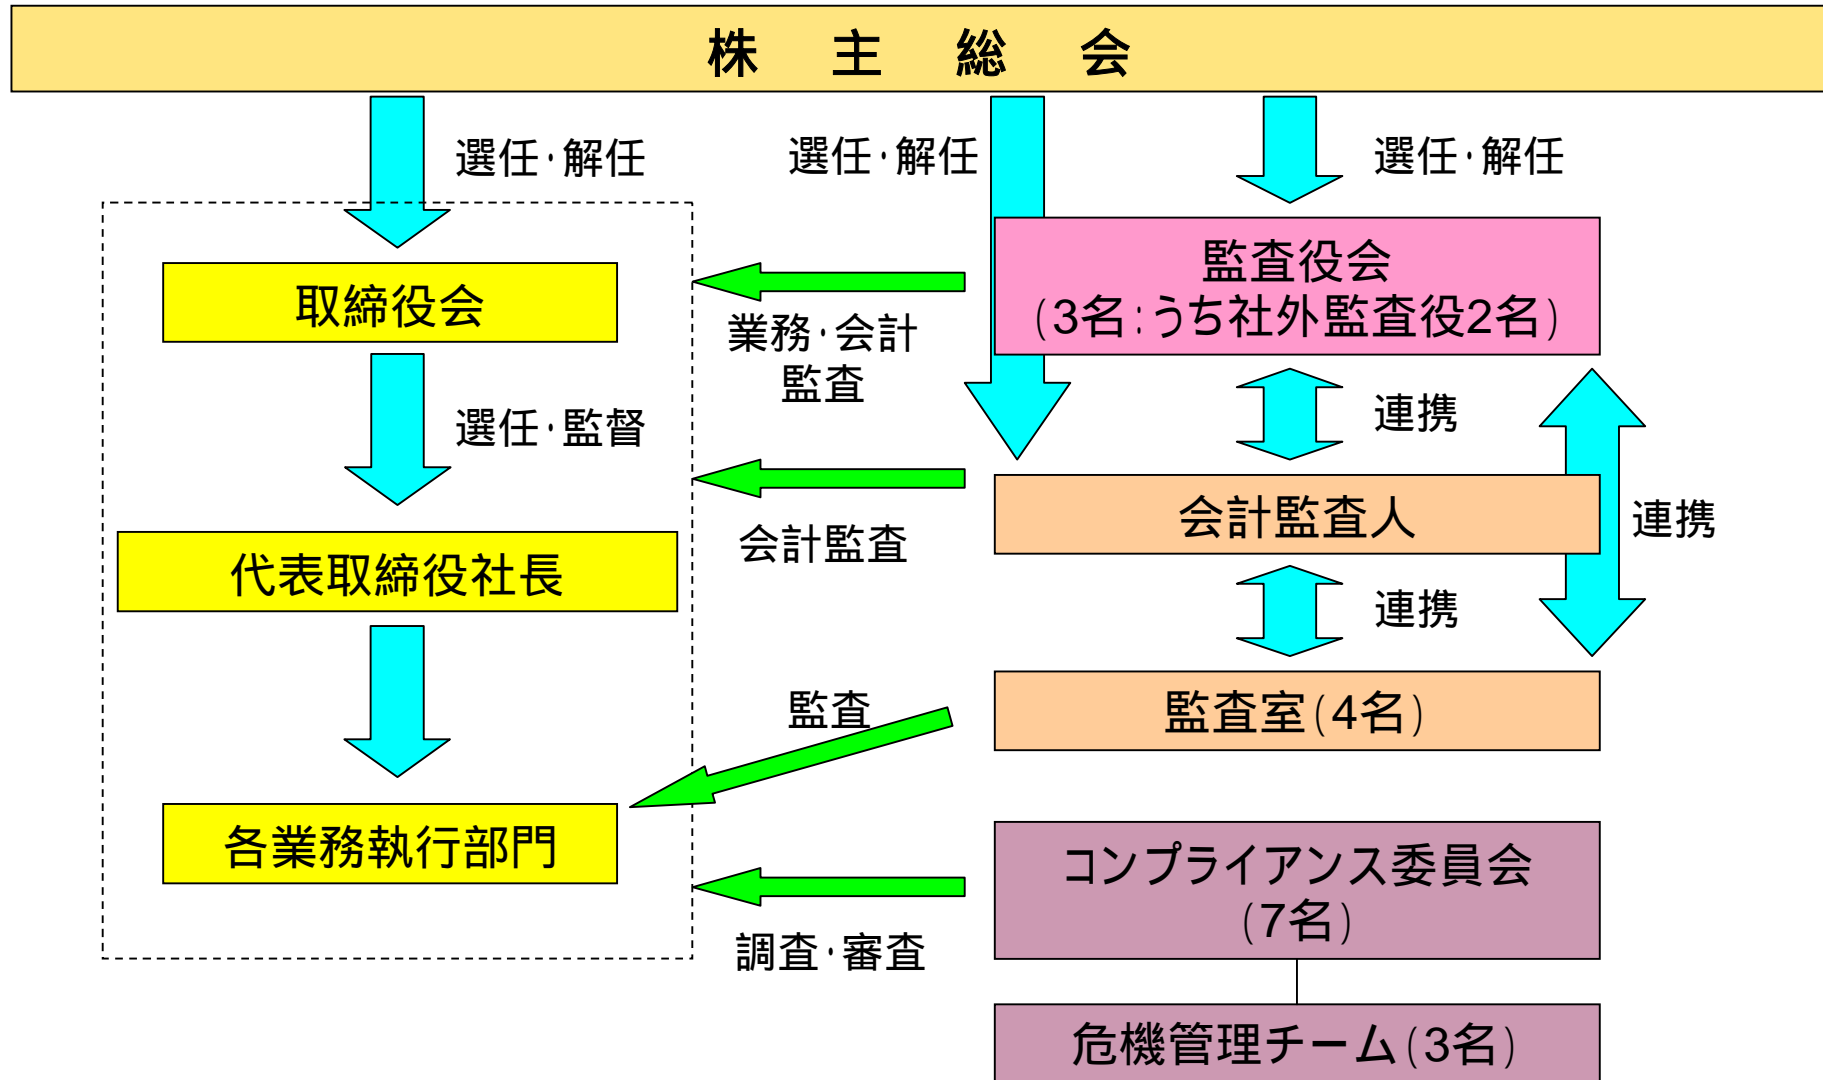 株 主 総 会
選任・解任
選任・解任
選任・解任
監査役会
(3名:うち社外監査役2名)
取締役会
業務・会計
監査
連携
選任・監督
会計監査人
連携
会計監査
代表取締役社長
連携
監査
監査室(4名)
各業務執行部門
コンプライアンス委員会
(7名)
調査・審査
危機管理チーム(3名)